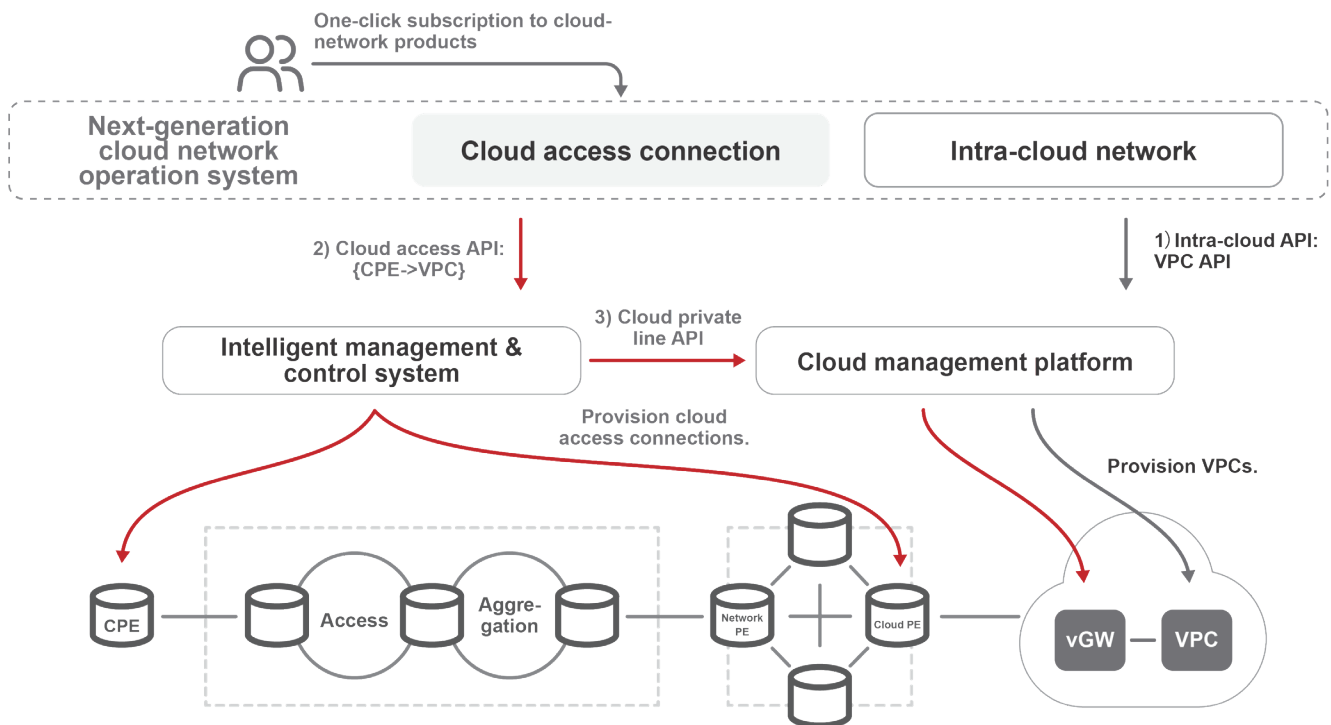 One-click subscription to cloud-
network products
Next-generation
cloud network
operation system
Cloud access connection
Intra-cloud network
2) Cloud access API:
{CPE->VPC}
1）Intra-cloud API:
VPC API
Intelligent management &
control system
3) Cloud private
line API
Cloud management platform
Provision cloud
access connections.
Provision VPCs.
CPE
Access
Aggre-
gation
Network
PE
Cloud PE
vGW
VPC